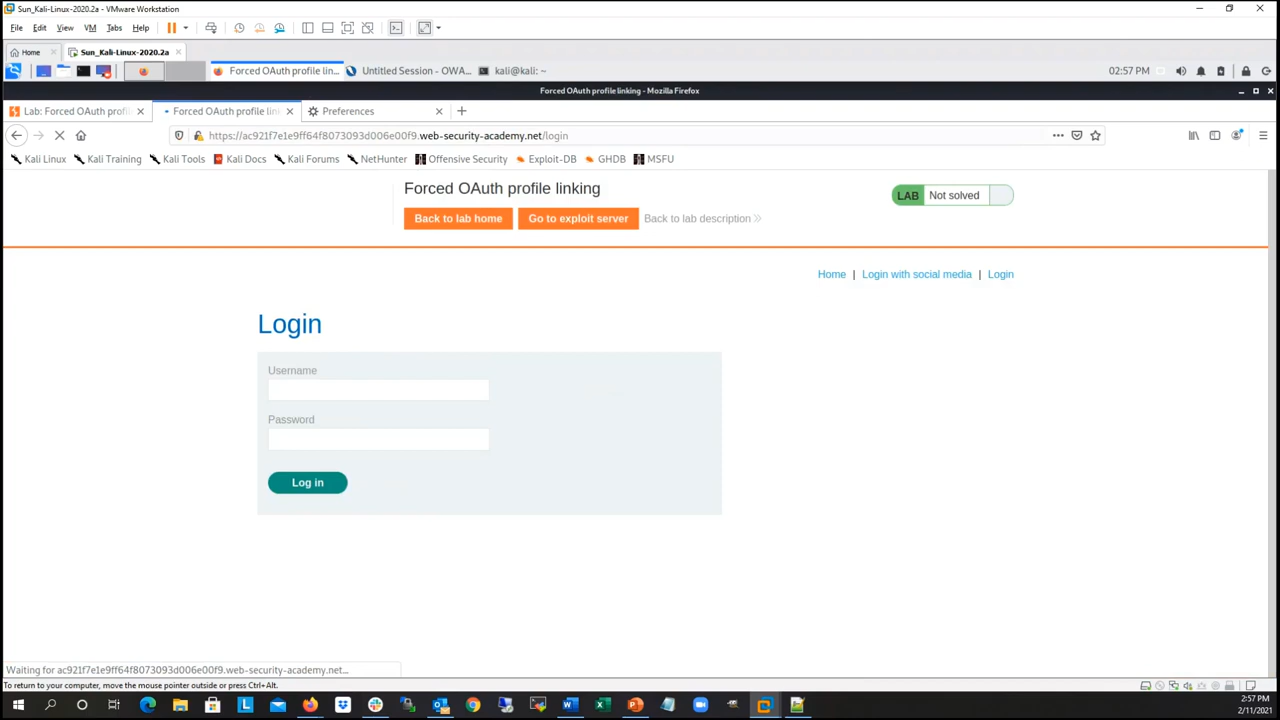 Sun_Kali-Linux-2020.2a - VMware Workstation
File Edit View VM Tabs Help
Home Sun_Kali-Linux-2020.2a
Forced OAuth profile lin... Untitled Session - OWA... kali@kali: ~ 02:57 PM
Forced OAuth profile linking - Mozilla Firefox
Lab: Forced OAuth profil Forced OAuth profile link Preferences
https://ac921f7e1e9ff64f8073093d006e00f9.web-security-academy.net/login
Kali Linux Kali Training Kali Tools Kali Docs Kali Forums NetHunter Offensive Security Exploit-DB GHDB MSFU
Forced OAuth profile linking
LAB Not solved
Back to lab home Go to exploit server Back to lab description
Home | Login with social media | Login
Login
Username
Password
Log in
Waiting for ac921f7e1e9ff64f8073093d006e00f9.web-security-academy.net...
To return to your computer, move the mouse pointer outside or press Ctrl+Alt.
2:57 PM
2/11/2021